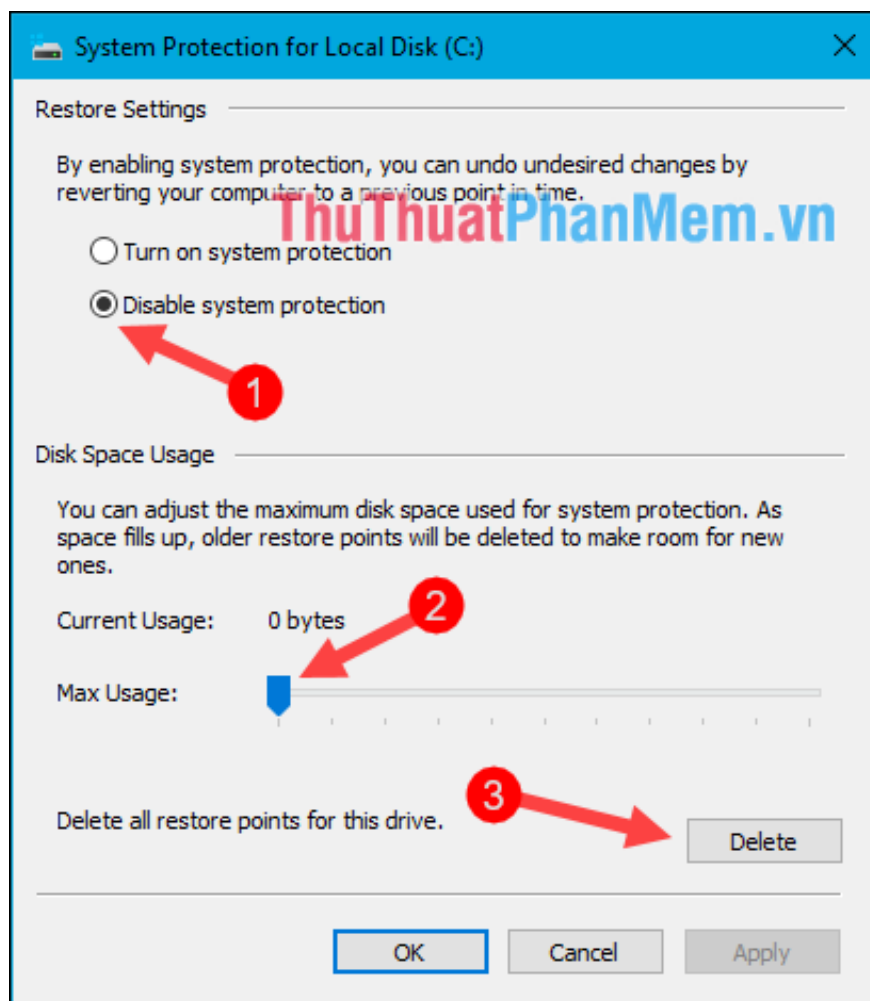 System Protection for Local Disk (C:)
Restore Settings
By enabling system protection, you can undo undesired changes by
reverting your computer to a previous point in time.
ThuThuatPhanMem.vn
Turn on system protection
Disable system protection
1
Disk Space Usage
You can adjust the maximum disk space used for system protection. As
space fills up, older restore points will be deleted to make room for new
ones.
2
Current Usage: 0 bytes
Max Usage:
3
Delete all restore points for this drive.
Delete
OK Cancel Apply